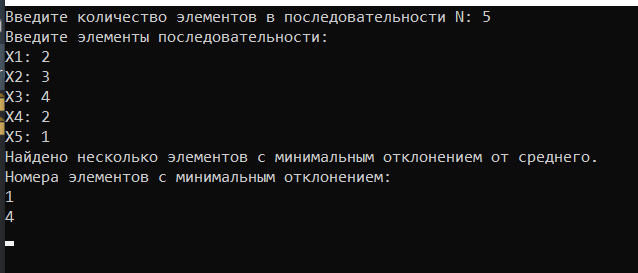 Введите количество элементов в последовательности N: 5
Введите элементы последовательности:
X1: 2
X2: 3
X3: 4
X4: 2
X5: 1
Найдено несколько элементов с минимальным отклонением от среднего.
Номера элементов с минимальным отклонением:
1
4